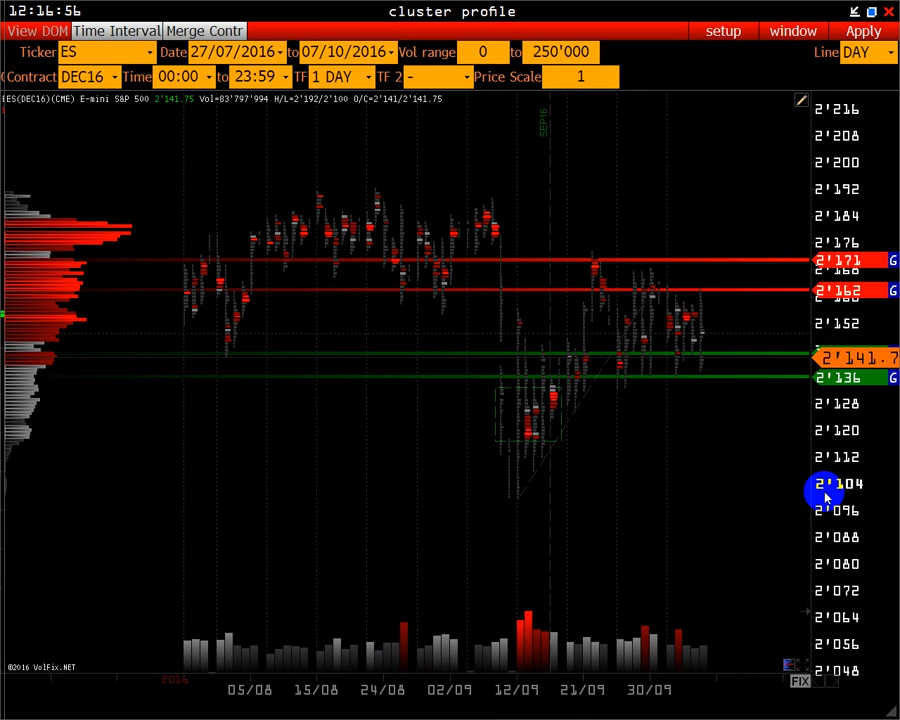 12:16:56 cluster profile
View DOM Time Interval Merge Contr setup window Apply
Ticker ES Date 27/07/2016 to 07/10/2016 Vol range 0 to 250'000 Line DAY
Contract DEC16 Time 00:00 to 23:59 TF 1 DAY TF 2 - Price Scale 1
ES(DEC16)(CME) E-mini S&P 500 2'141.75 Vol=83'797'994 H/L=2'192/2'100 O/C=2'141/2'141.75
SEP16
2'216
2'208
2'200
2'192
2'184
2'176
2'171 G
2'168
2'162 G
2'160
2'152
2'141.7
2'136 G
2'128
2'120
2'112
2'104
2'096
2'088
2'080
2'072
2'064
2'056
2'048
©2016 VolFix.NET
FIX
2016
05/08 15/08 24/08 02/09 12/09 21/09 30/09